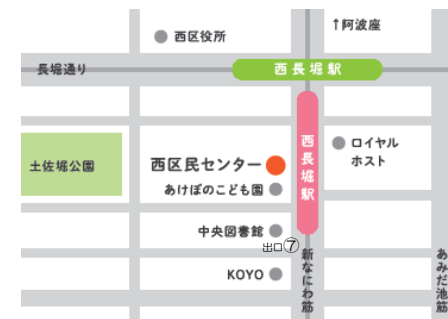 ↑阿波座
西区役所
長堀通り
西長堀駅
西長堀駅
ロイヤル
ホスト
土佐堀公園
西区民センター
あけぼのこども園
中央図書館
出口⑦
KOYO
新なにわ筋
あみだ池筋